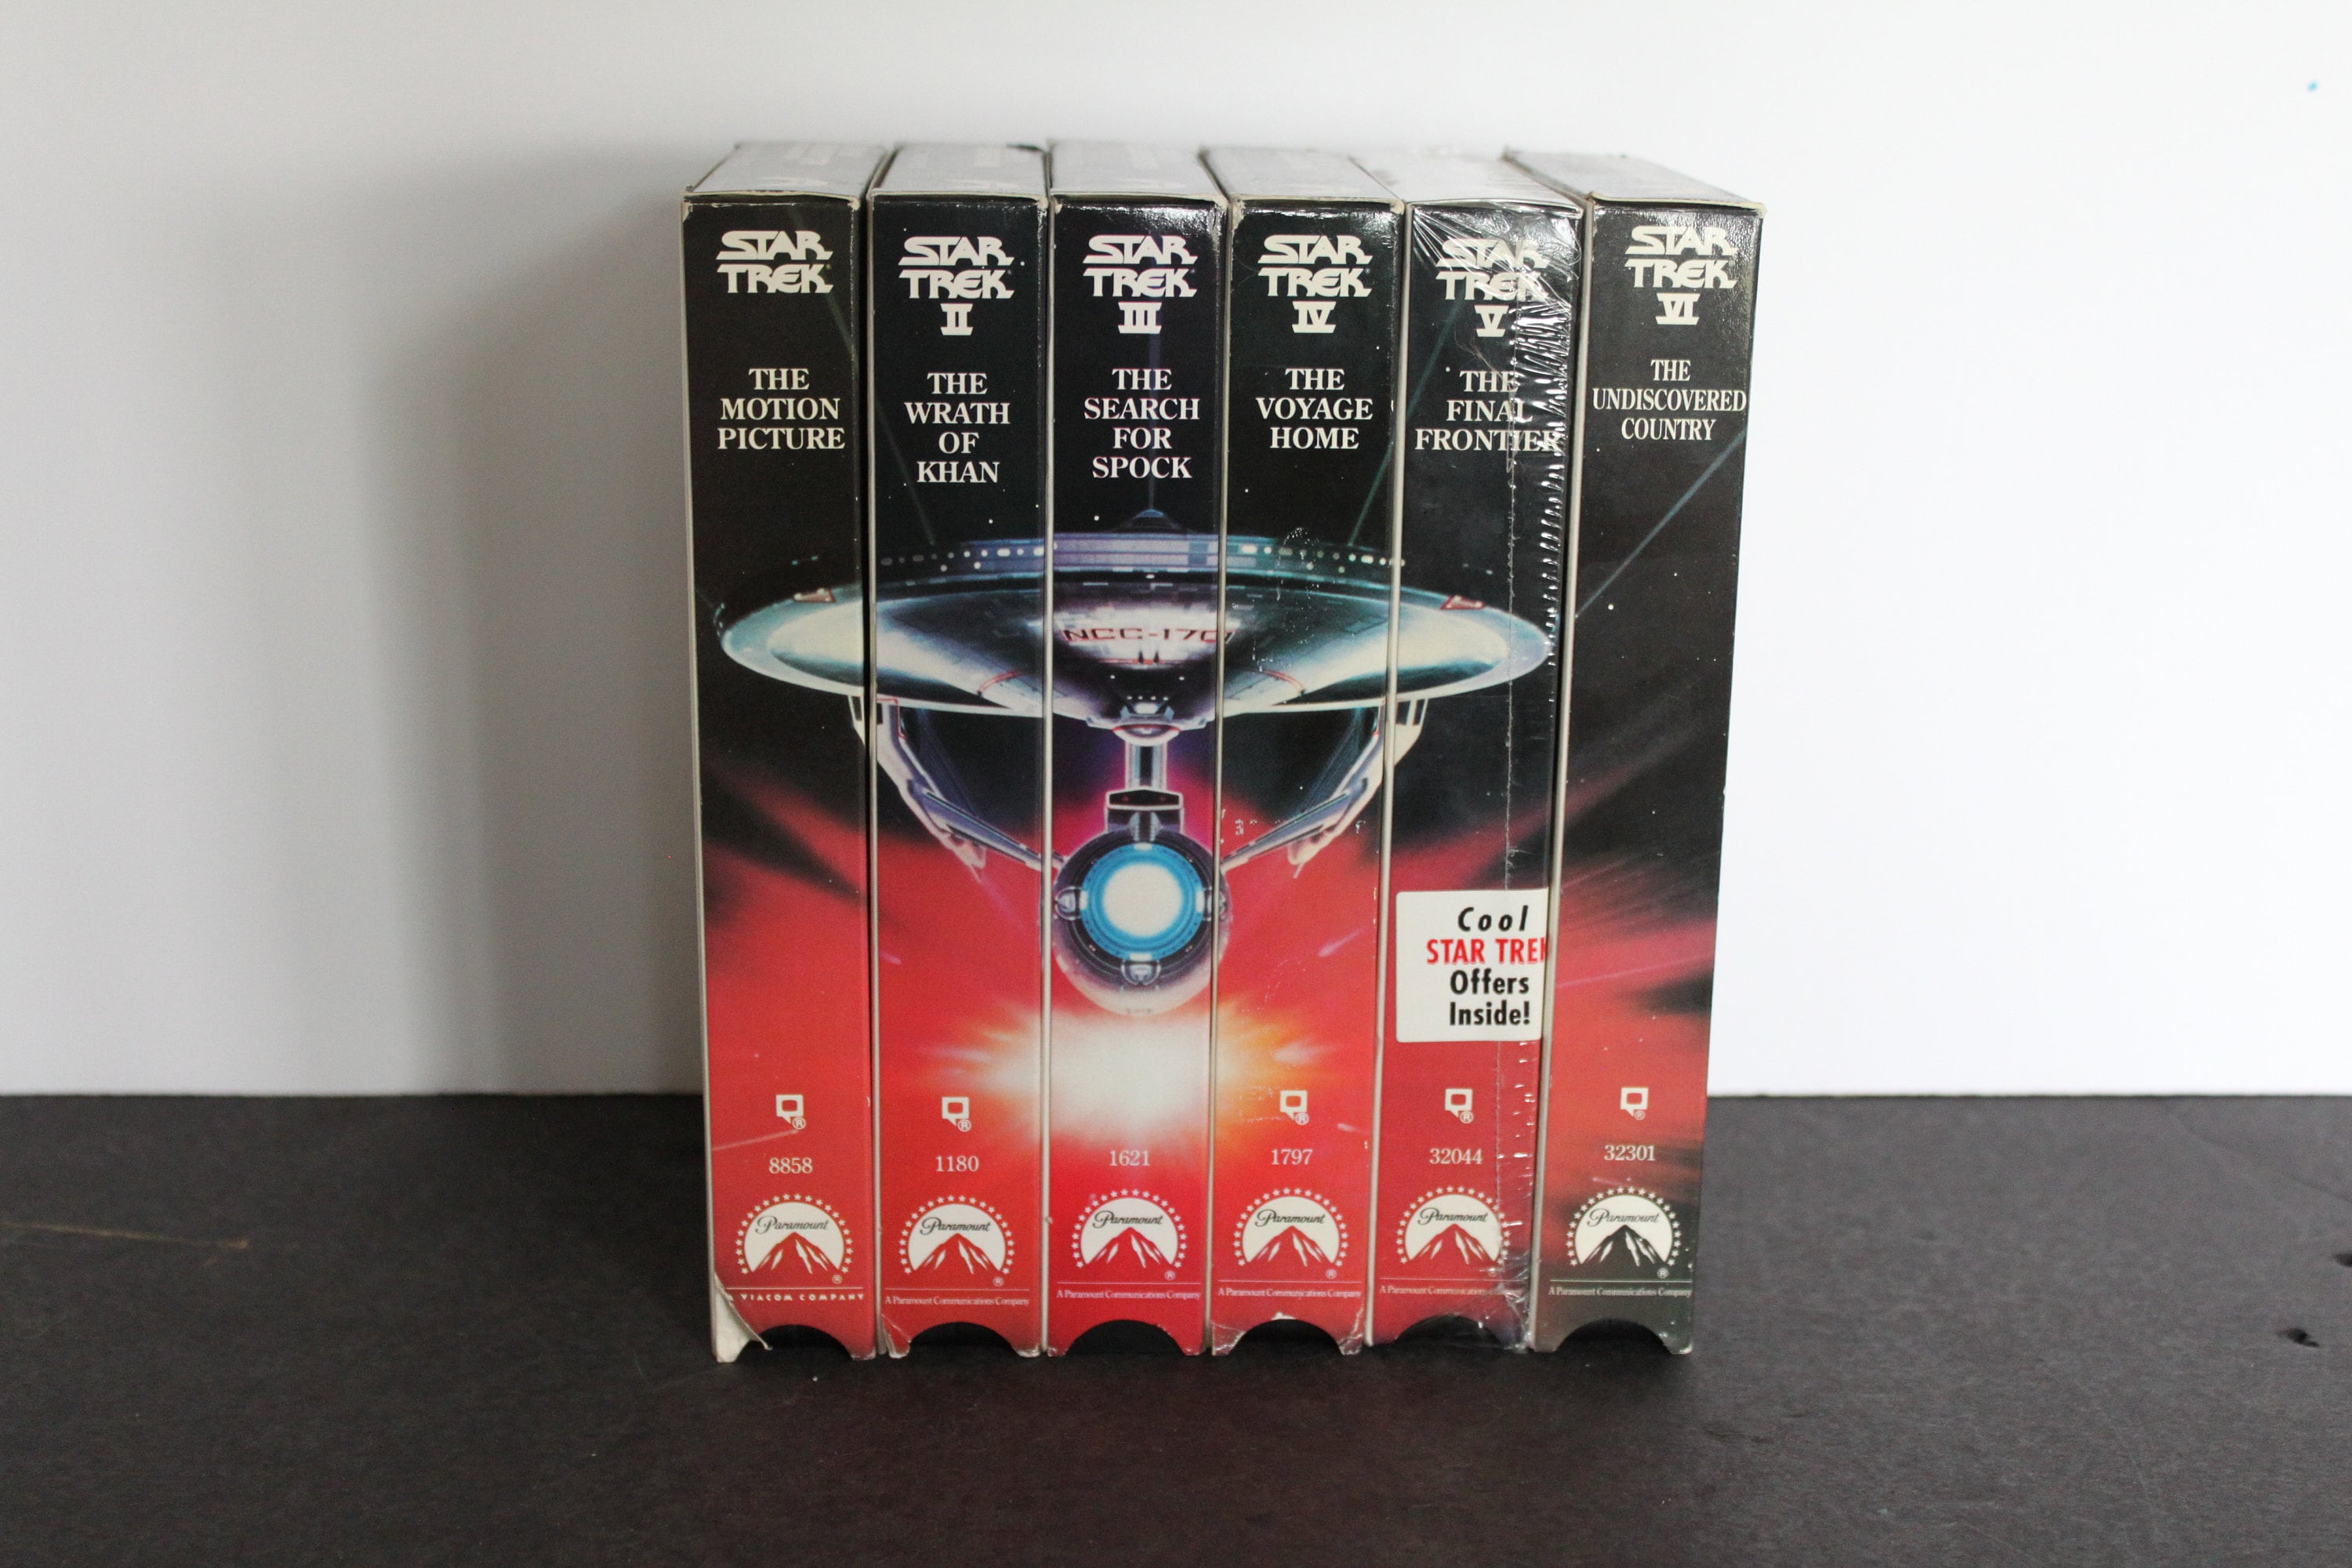 STAR
TREK
THE
MOTION
PICTURE
8858
Paramount
A VIACOM COMPANY
STAR
TREK
II
THE
WRATH
OF
KHAN
1180
Paramount
A Paramount Communications Company
STAR
TREK
III
THE
SEARCH
FOR
SPOCK
NCC-1701
1621
Paramount
A Paramount Communications Company
STAR
TREK
IV
THE
VOYAGE
HOME
1797
Paramount
A Paramount Communications Company
STAR
TREK
V
THE
FINAL
FRONTIER
Cool
STAR TREK
Offers
Inside!
32044
Paramount
A Paramount Communications
STAR
TREK
VI
THE
UNDISCOVERED
COUNTRY
32301
Paramount
A Paramount Communications Company